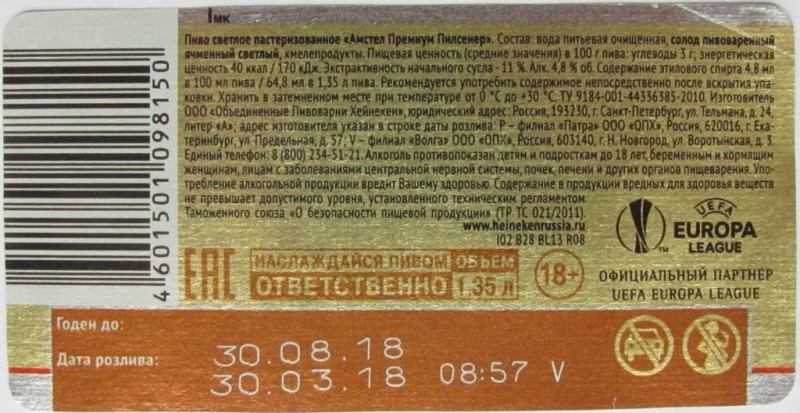 1мк
Пиво светлое пастеризованное «Амстел Премиум Пилсенер». Состав: вода питьевая очищенная, солод пивоваренный
ячменный светлый, хмелепродукты. Пищевая ценность (средние значения) в 100 г пива: углеводы 3 г; энергетическая
ценность 40 ккал / 170 кДж. Экстрактивность начального сусла - 11 %. Алк. 4,8 % об. Содержание этилового спирта 4,8 мл
в 100 мл пива / 64,8 мл в 1,35 л пива. Рекомендуется употребить содержимое непосредственно после вскрытия упа-
ковки. Хранить в затемненном месте при температуре от 0 °C до +30 °C. ТУ 9184-001-44336385-2010. Изготовитель
ООО «Объединенные Пивоварни Хейнекен», юридический адрес: Россия, 193230, г. Санкт-Петербург, ул. Тельмана, д. 24,
литер «А»; адрес изготовителя указан в строке даты розлива: P – филиал «Патра» ООО «ОПХ», Россия, 620016, г. Ека-
теринбург, ул. Предельная, д. 57; V – филиал «Волга» ООО «ОПХ», Россия, 603140, г. Н. Новгород, ул. Воротынская, д. 3.
Единый телефон: 8 (800) 234-51-21. Алкоголь противопоказан детям и подросткам до 18 лет, беременным и кормящим
женщинам, лицам с заболеваниями центральной нервной системы, почек, печени и других органов пищеварения. Упо-
требление алкогольной продукции вредит Вашему здоровью. Содержание в продукции вредных для здоровья веществ
не превышает допустимого уровня, установленного техническим регламентом
Таможенного союза «О безопасности пищевой продукции» (ТР ТС 021/2011).
www.heinekenrussia.ru
I02 B28 BL13 R08
4 601501 098150
ЕАС
НАСЛАЖДАЙСЯ ПИВОМ
ОТВЕТСТВЕННО
ОБЪЕМ
1.35 л
18+
UEFA
EUROPA
LEAGUE
TM
ОФИЦИАЛЬНЫЙ ПАРТНЕР
UEFA EUROPA LEAGUE
Годен до: 30.08.18
Дата розлива: 30.03.18 08:57 V